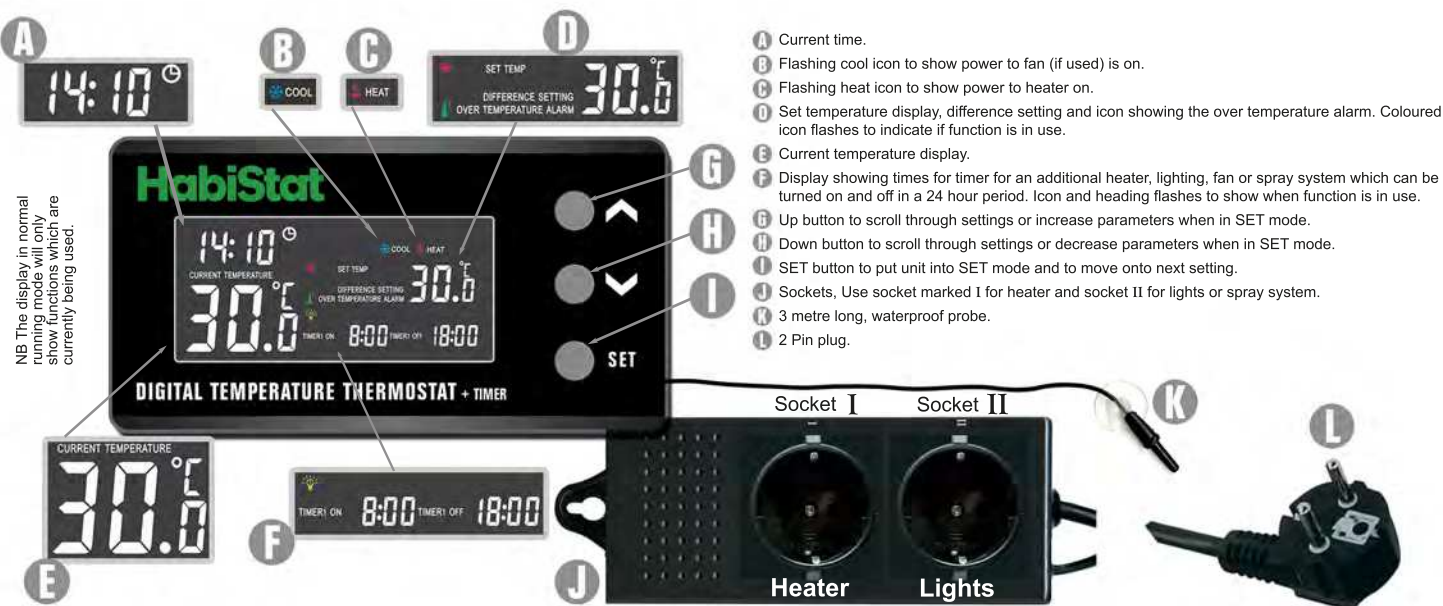 A
14:10
B
COOL
C
HEAT
D
SET TEMP
DIFFERENCE SETTING
OVER TEMPERATURE ALARM
30.0 °C
A Current time.
B Flashing cool icon to show power to fan (if used) is on.
C Flashing heat icon to show power to heater on.
D Set temperature display, difference setting and icon showing the over temperature alarm. Coloured
icon flashes to indicate if function is in use.
E Current temperature display.
F Display showing times for timer for an additional heater, lighting, fan or spray system which can be
turned on and off in a 24 hour period. Icon and heading flashes to show when function is in use.
G Up button to scroll through settings or increase parameters when in SET mode.
H Down button to scroll through settings or decrease parameters when in SET mode.
I SET button to put unit into SET mode and to move onto next setting.
J Sockets, Use socket marked I for heater and socket II for lights or spray system.
K 3 metre long, waterproof probe.
L 2 Pin plug.
NB The display in normal
running mode will only
show functions which are
currently being used.
HabiStat
14:10
COOL HEAT
CURRENT TEMPERATURE
30.0 °C
SET TEMP
DIFFERENCE SETTING
OVER TEMPERATURE ALARM
30.0 °C
TIMER1 ON 8:00 TIMER1 OFF 18:00
SET
DIGITAL TEMPERATURE THERMOSTAT + TIMER
G
H
I
E
CURRENT TEMPERATURE
30.0 °C
F
TIMER1 ON 8:00 TIMER1 OFF 18:00
Socket I Socket II
I II
Heater Lights
J
K
L